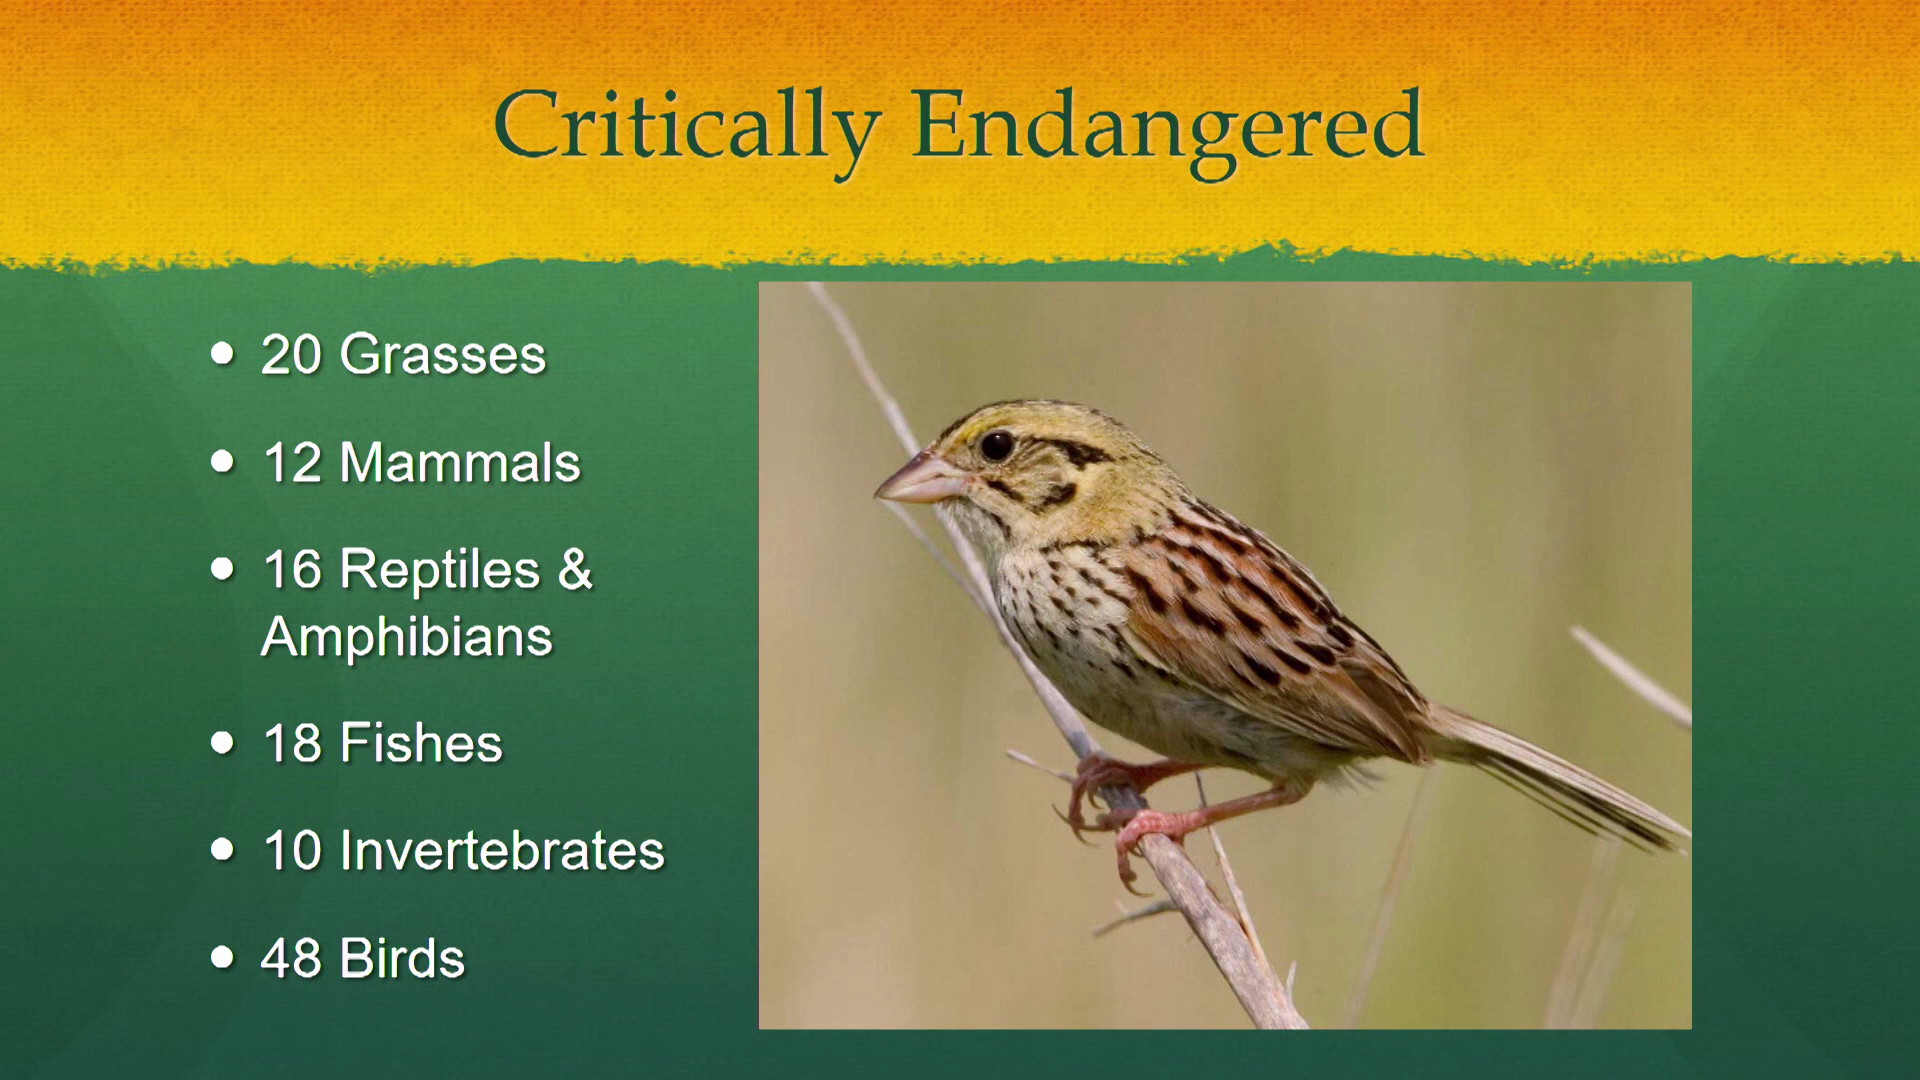 Critically Endangered
20 Grasses
12 Mammals
16 Reptiles &
Amphibians
18 Fishes
10 Invertebrates
48 Birds